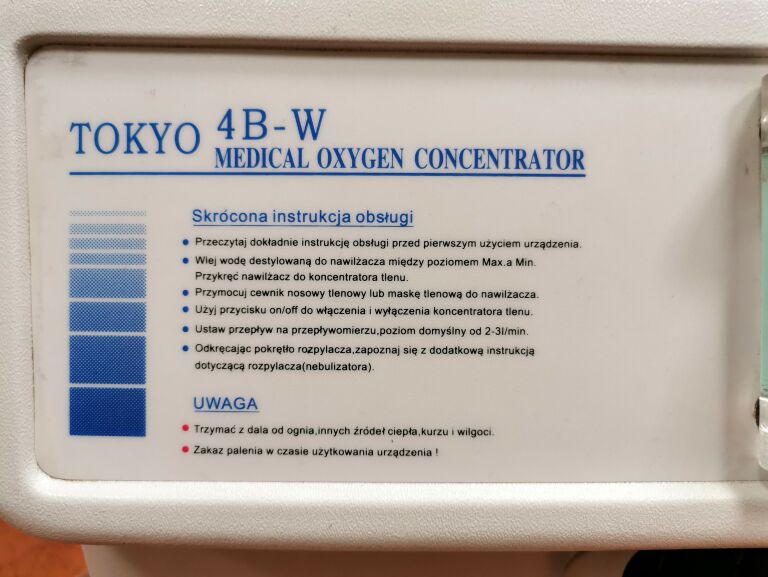 TOKYO 4B-W
MEDICAL OXYGEN CONCENTRATOR
Skrócona instrukcja obsługi
Przeczytaj dokładnie instrukcję obsługi przed pierwszym użyciem urządzenia.
Wlej wodę destylowaną do nawilżacza między poziomem Max.a Min.
Przykręć nawilżacz do koncentratora tlenu.
Przymocuj cewnik nosowy tlenowy lub maskę tlenową do nawilżacza.
Użyj przycisku on/off do włączenia i wyłączenia koncentratora tlenu.
Ustaw przepływ na przepływomierzu,poziom domyślny od 2-3l/min.
Odkręcając pokrętło rozpylacza,zapoznaj się z dodatkową instrukcją
dotyczącą rozpylacza(nebulizatora).
UWAGA
Trzymać z dala od ognia,innych źródeł ciepła,kurzu i wilgoci.
Zakaz palenia w czasie użytkowania urządzenia !